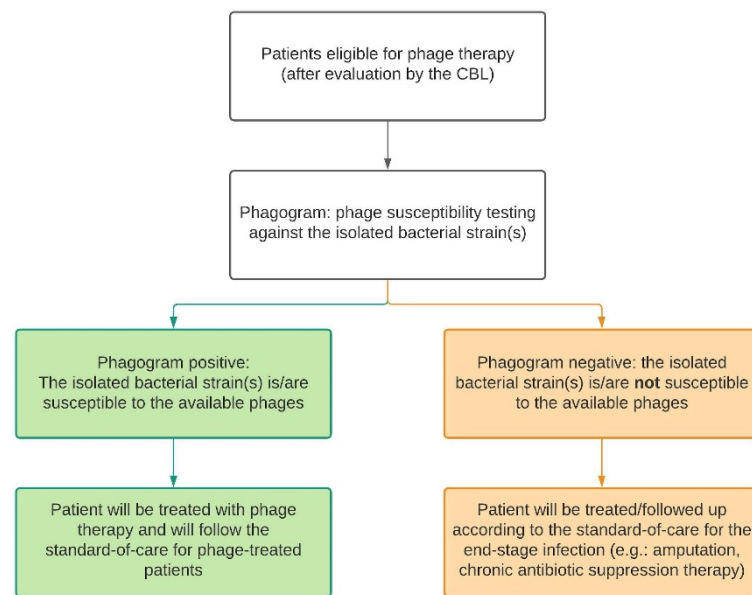 Patients eligible for phage therapy
(after evaluation by the CBL)
Phagogram: phage susceptibility testing
against the isolated bacterial strain(s)
Phagogram positive:
The isolated bacterial strain(s) is/are
susceptible to the available phages
Phagogram negative: the isolated
bacterial strain(s) is/are not susceptible
to the available phages
Patient will be treated with phage
therapy and will follow the
standard-of-care for phage-treated
patients
Patient will be treated/followed up
according to the standard-of-care for the
end-stage infection (e.g.: amputation,
chronic antibiotic suppression therapy)